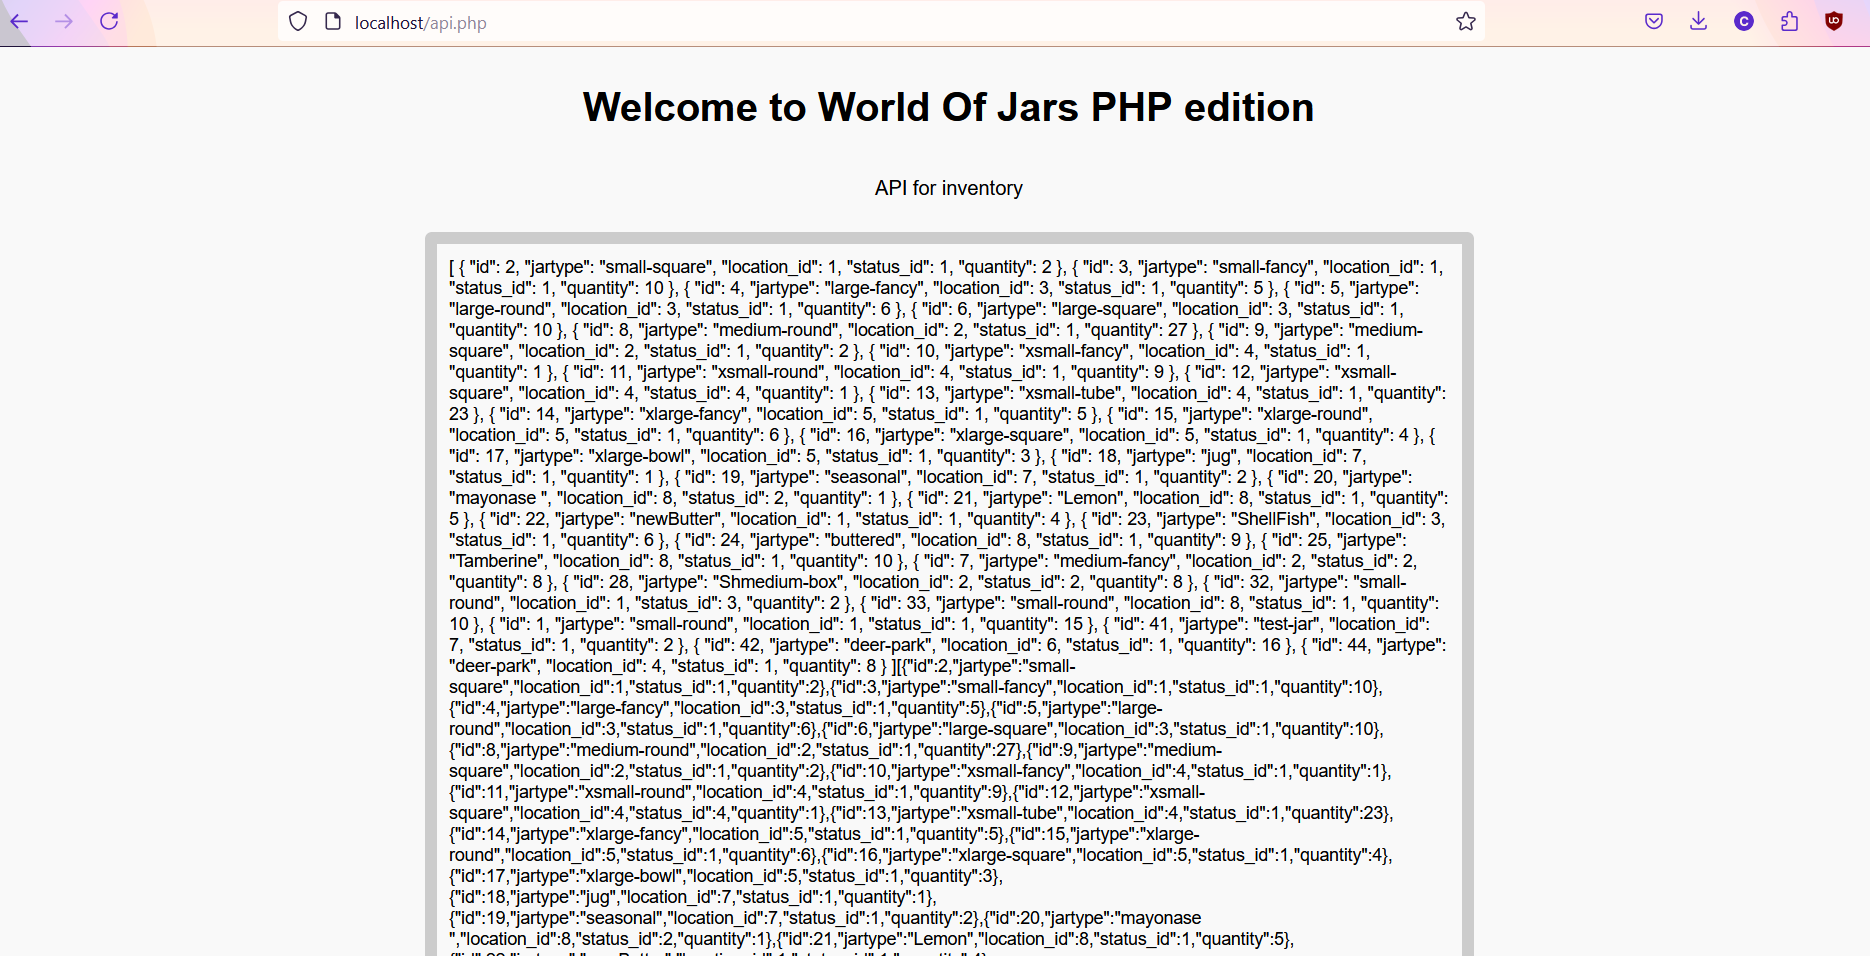 localhost/api.php
Welcome to World Of Jars PHP edition
API for inventory
[ { "id": 2, "jartype": "small-square", "location_id": 1, "status_id": 1, "quantity": 2 }, { "id": 3, "jartype": "small-fancy", "location_id": 1,
"status_id": 1, "quantity": 10 }, { "id": 4, "jartype": "large-fancy", "location_id": 3, "status_id": 1, "quantity": 5 }, { "id": 5, "jartype":
"large-round", "location_id": 3, "status_id": 1, "quantity": 6 }, { "id": 6, "jartype": "large-square", "location_id": 3, "status_id": 1,
"quantity": 10 }, { "id": 8, "jartype": "medium-round", "location_id": 2, "status_id": 1, "quantity": 27 }, { "id": 9, "jartype": "medium-
square", "location_id": 2, "status_id": 1, "quantity": 2 }, { "id": 10, "jartype": "xsmall-fancy", "location_id": 4, "status_id": 1,
"quantity": 1 }, { "id": 11, "jartype": "xsmall-round", "location_id": 4, "status_id": 1, "quantity": 9 }, { "id": 12, "jartype": "xsmall-
square", "location_id": 4, "status_id": 4, "quantity": 1 }, { "id": 13, "jartype": "xsmall-tube", "location_id": 4, "status_id": 1, "quantity":
23 }, { "id": 14, "jartype": "xlarge-fancy", "location_id": 5, "status_id": 1, "quantity": 5 }, { "id": 15, "jartype": "xlarge-round",
"location_id": 5, "status_id": 1, "quantity": 6 }, { "id": 16, "jartype": "xlarge-square", "location_id": 5, "status_id": 1, "quantity": 4 }, {
"id": 17, "jartype": "xlarge-bowl", "location_id": 5, "status_id": 1, "quantity": 3 }, { "id": 18, "jartype": "jug", "location_id": 7,
"status_id": 1, "quantity": 1 }, { "id": 19, "jartype": "seasonal", "location_id": 7, "status_id": 1, "quantity": 2 }, { "id": 20, "jartype":
"mayonase ", "location_id": 8, "status_id": 2, "quantity": 1 }, { "id": 21, "jartype": "Lemon", "location_id": 8, "status_id": 1, "quantity":
5 }, { "id": 22, "jartype": "newButter", "location_id": 1, "status_id": 1, "quantity": 4 }, { "id": 23, "jartype": "ShellFish", "location_id": 3,
"status_id": 1, "quantity": 6 }, { "id": 24, "jartype": "buttered", "location_id": 8, "status_id": 1, "quantity": 9 }, { "id": 25, "jartype":
"Tamberine", "location_id": 8, "status_id": 1, "quantity": 10 }, { "id": 7, "jartype": "medium-fancy", "location_id": 2, "status_id": 2,
"quantity": 8 }, { "id": 28, "jartype": "Shmedium-box", "location_id": 2, "status_id": 2, "quantity": 8 }, { "id": 32, "jartype": "small-
round", "location_id": 1, "status_id": 3, "quantity": 2 }, { "id": 33, "jartype": "small-round", "location_id": 8, "status_id": 1, "quantity":
10 }, { "id": 1, "jartype": "small-round", "location_id": 1, "status_id": 1, "quantity": 15 }, { "id": 41, "jartype": "test-jar", "location_id":
7, "status_id": 1, "quantity": 2 }, { "id": 42, "jartype": "deer-park", "location_id": 6, "status_id": 1, "quantity": 16 }, { "id": 44, "jartype":
"deer-park", "location_id": 4, "status_id": 1, "quantity": 8 } ][{"id":2,"jartype":"small-
square","location_id":1,"status_id":1,"quantity":2},{"id":3,"jartype":"small-fancy","location_id":1,"status_id":1,"quantity":10},
{"id":4,"jartype":"large-fancy","location_id":3,"status_id":1,"quantity":5},{"id":5,"jartype":"large-
round","location_id":3,"status_id":1,"quantity":6},{"id":6,"jartype":"large-square","location_id":3,"status_id":1,"quantity":10},
{"id":8,"jartype":"medium-round","location_id":2,"status_id":1,"quantity":27},{"id":9,"jartype":"medium-
square","location_id":2,"status_id":1,"quantity":2},{"id":10,"jartype":"xsmall-fancy","location_id":4,"status_id":1,"quantity":1},
{"id":11,"jartype":"xsmall-round","location_id":4,"status_id":1,"quantity":9},{"id":12,"jartype":"xsmall-
square","location_id":4,"status_id":4,"quantity":1},{"id":13,"jartype":"xsmall-tube","location_id":4,"status_id":1,"quantity":23},
{"id":14,"jartype":"xlarge-fancy","location_id":5,"status_id":1,"quantity":5},{"id":15,"jartype":"xlarge-
round","location_id":5,"status_id":1,"quantity":6},{"id":16,"jartype":"xlarge-square","location_id":5,"status_id":1,"quantity":4},
{"id":17,"jartype":"xlarge-bowl","location_id":5,"status_id":1,"quantity":3},
{"id":18,"jartype":"jug","location_id":7,"status_id":1,"quantity":1},
{"id":19,"jartype":"seasonal","location_id":7,"status_id":1,"quantity":2},{"id":20,"jartype":"mayonase
","location_id":8,"status_id":2,"quantity":1},{"id":21,"jartype":"Lemon","location_id":8,"status_id":1,"quantity":5},